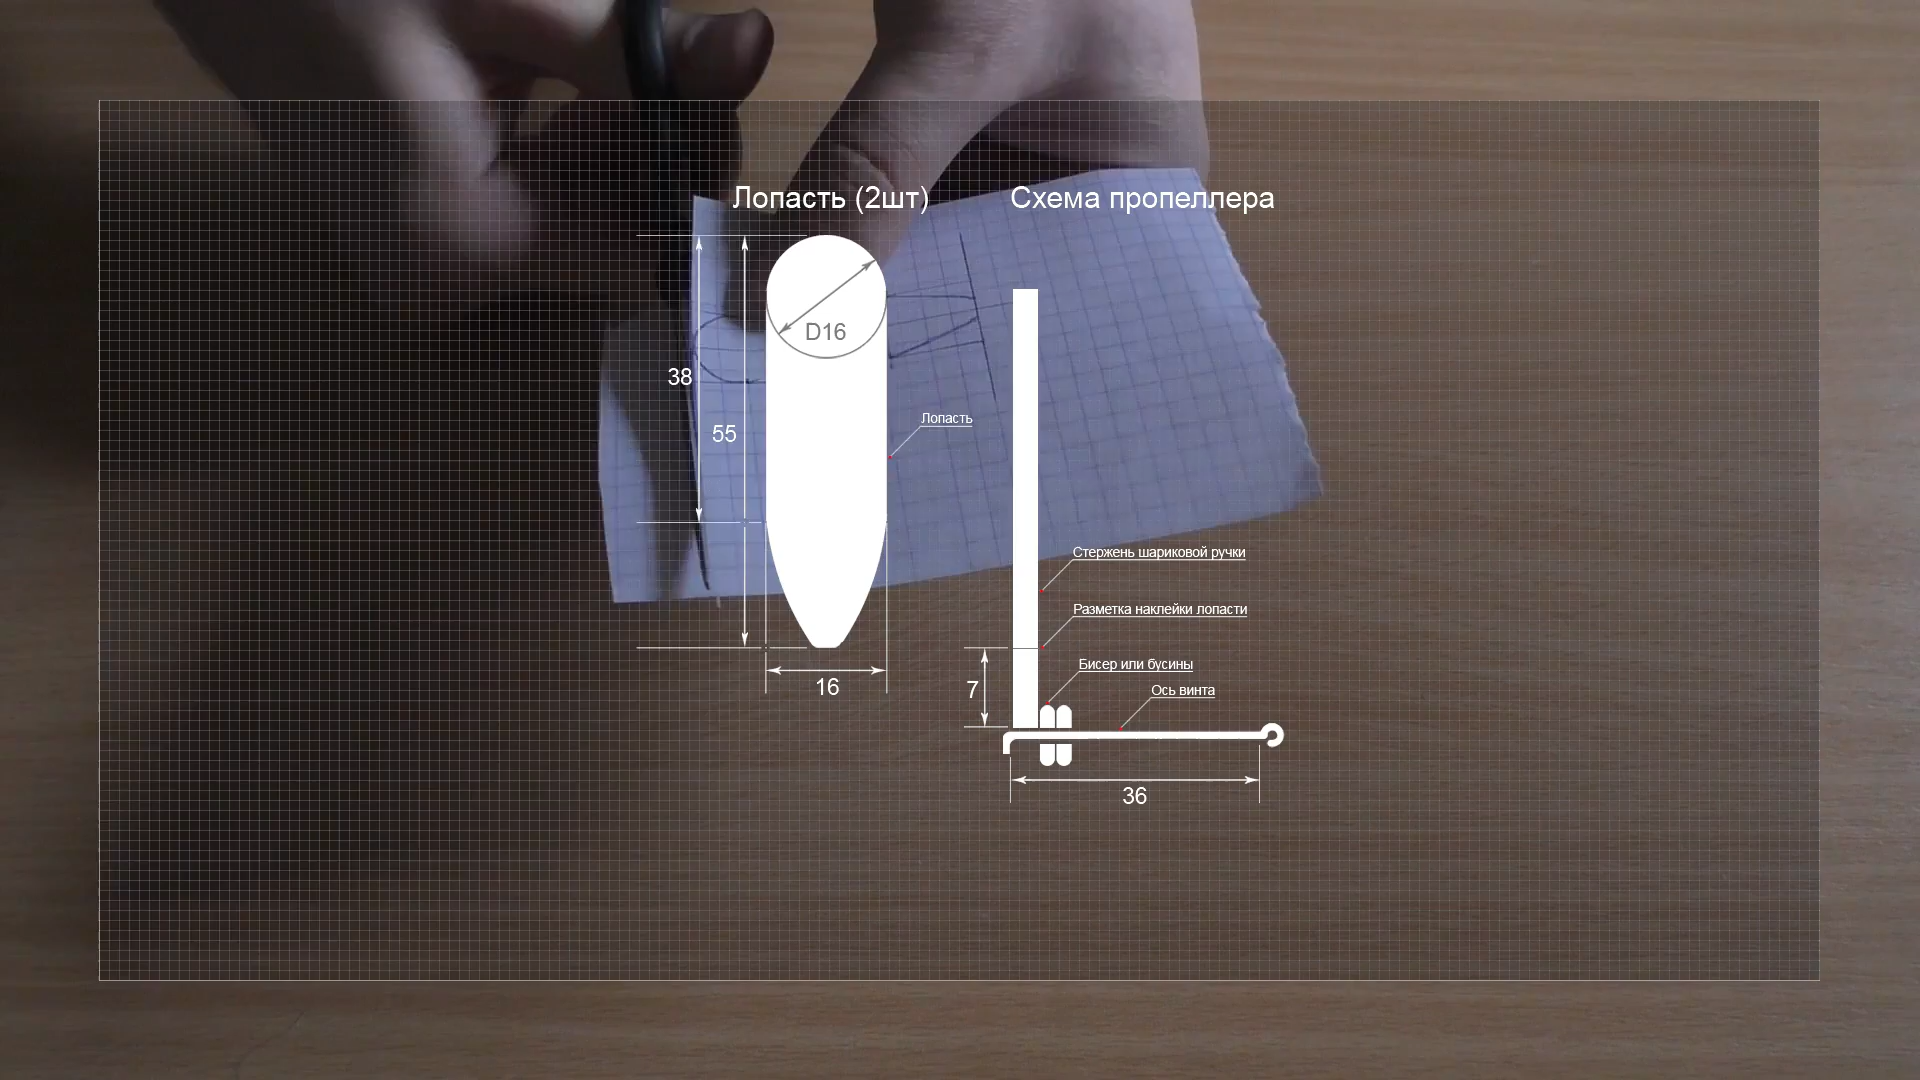 Лопасть (2шт)
Схема пропеллера
D16
38
55
Лопасть
16
Стержень шариковой ручки
Разметка наклейки лопасти
Бисер или бусины
Ось винта
7
36